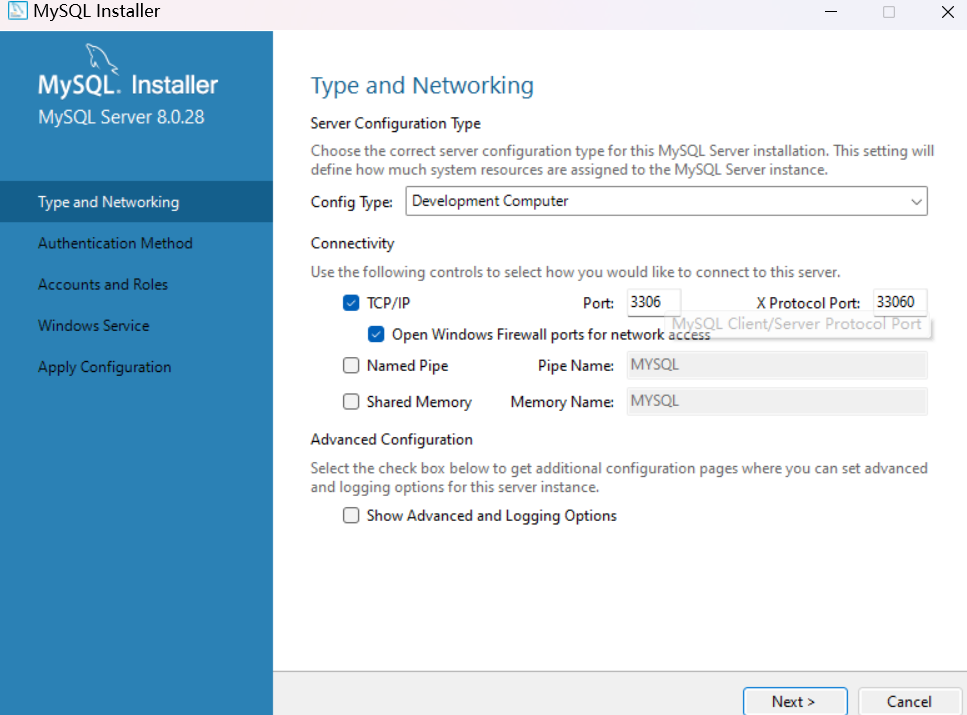 MySQL Installer
MySQL. Installer
MySQL Server 8.0.28
Type and Networking
Authentication Method
Accounts and Roles
Windows Service
Apply Configuration
Type and Networking
Server Configuration Type
Choose the correct server configuration type for this MySQL Server installation. This setting will
define how much system resources are assigned to the MySQL Server instance.
Config Type: Development Computer
Connectivity
Use the following controls to select how you would like to connect to this server.
TCP/IP Port: 3306 X Protocol Port: 33060
MySQL Client/Server Protocol Port
Open Windows Firewall ports for network access
Named Pipe Pipe Name: MYSQL
Shared Memory Memory Name: MYSQL
Advanced Configuration
Select the check box below to get additional configuration pages where you can set advanced
and logging options for this server instance.
Show Advanced and Logging Options
Next > Cancel